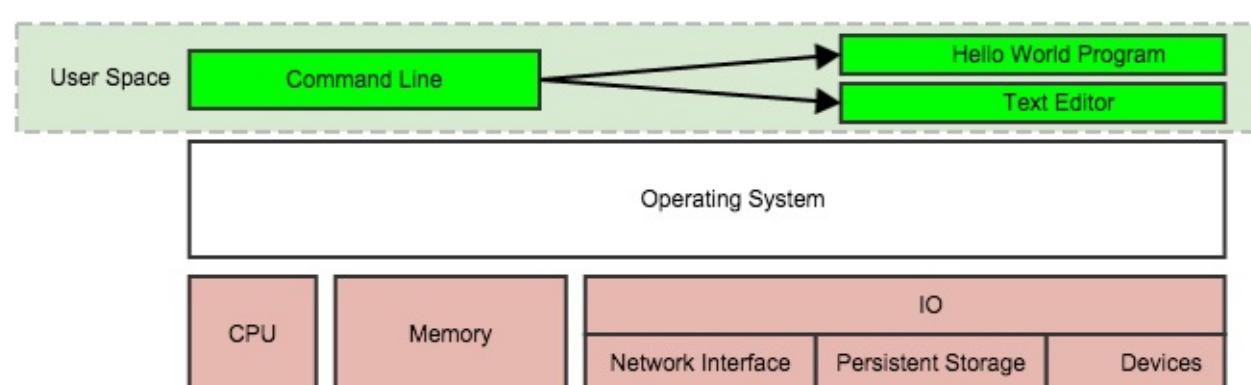 Hello World Program
User Space
Command Line
Text Editor
Operating System
IO
CPU
Memory
Network Interface
Persistent Storage
Devices